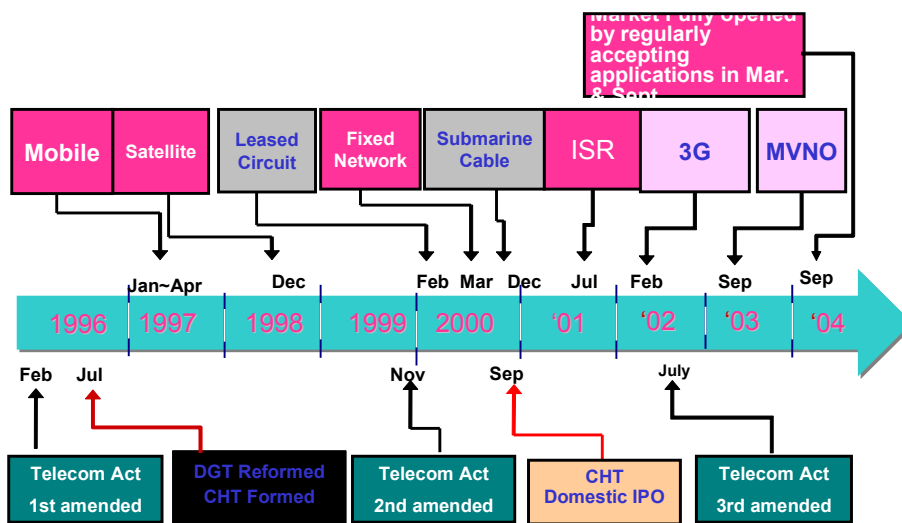 Market Fully opened
by regularly
accepting
applications in Mar.
& Sept
Mobile
Satellite
Leased
Circuit
Fixed
Network
Submarine
Cable
ISR
3G
MVNO
Jan~Apr
Dec
Feb
Mar
Dec
Jul
Feb
Sep
Sep
1996
1997
1998
1999
2000
'01
'02
'03
'04
Feb
Jul
Nov
Sep
July
Telecom Act
1st amended
DGT Reformed
CHT Formed
Telecom Act
2nd amended
CHT
Domestic IPO
Telecom Act
3rd amended